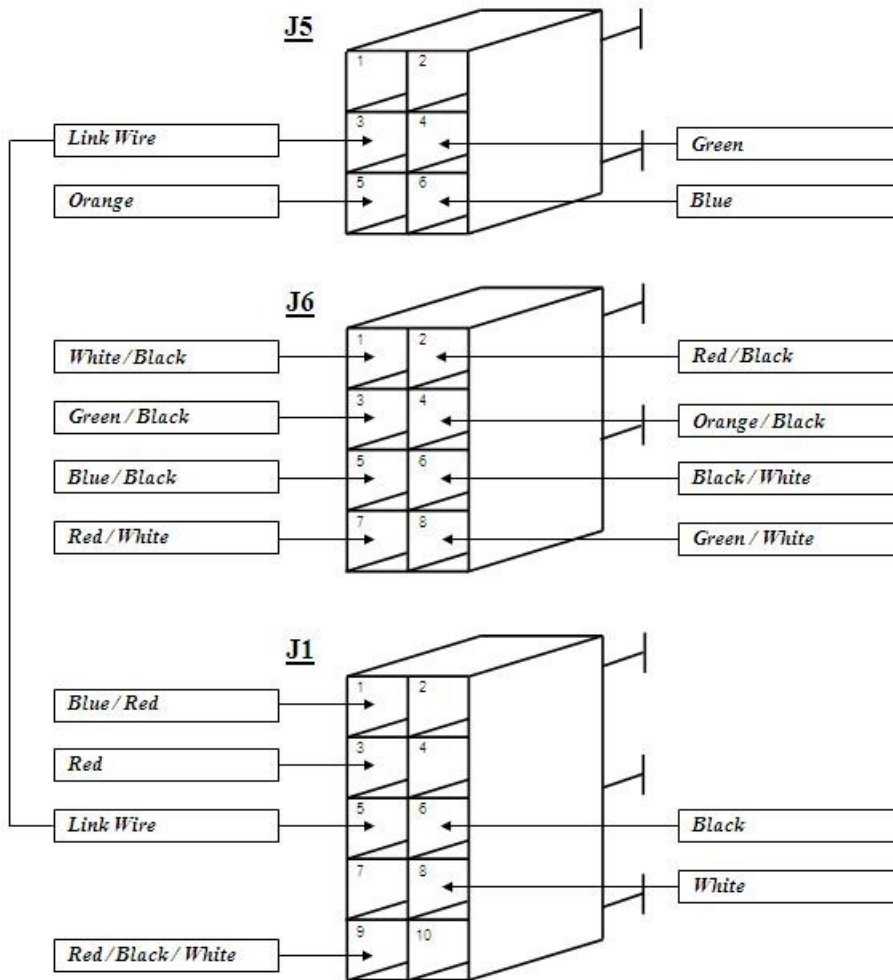 J5
1 2
Link Wire 3 4 Green
Orange 5 6 Blue
J6
White/Black 1 2 Red/Black
Green/Black 3 4 Orange/Black
Blue/Black 5 6 Black/White
Red/White 7 8 Green/White
J1
Blue/Red 1 2
Red 3 4
Link Wire 5 6 Black
7 8 White
Red/Black/White 9 10